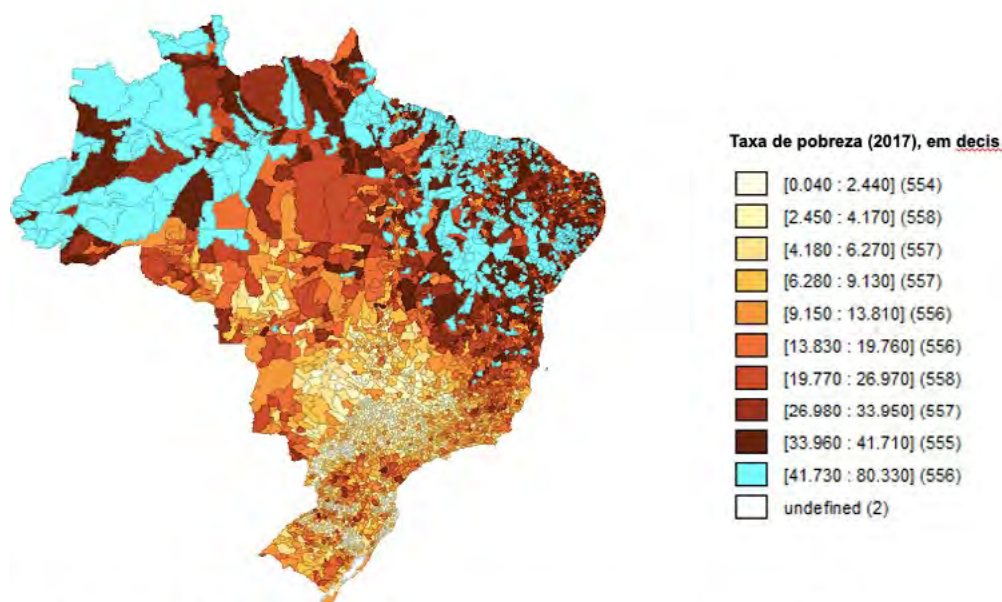 Taxa de pobreza (2017), em decis
[0.040 : 2.440] (554)
[2.450 : 4.170] (558)
[4.180 : 6.270] (557)
[6.280 : 9.130] (557)
[9.150 : 13.810] (556)
[13.830 : 19.760] (556)
[19.770 : 26.970] (558)
[26.980 : 33.950] (557)
[33.960 : 41.710] (555)
[41.730 : 80.330] (556)
undefined (2)